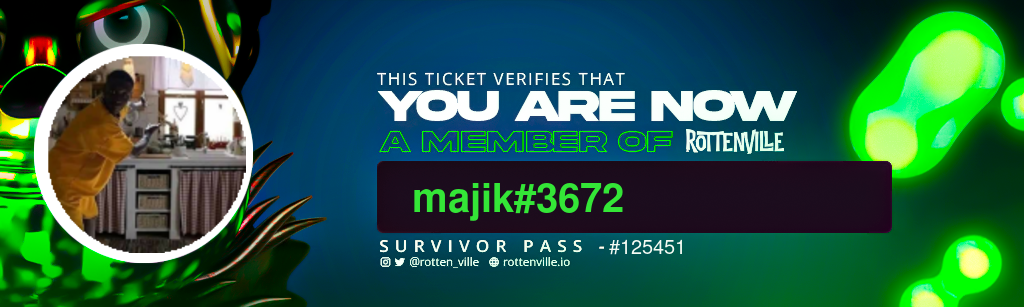 THIS TICKET VERIFIES THAT
YOU ARE NOW
A MEMBER OF ROTTENVILLE
majik#3672
SURVIVOR PASS - #125451
@rotten_ville rottenville.io